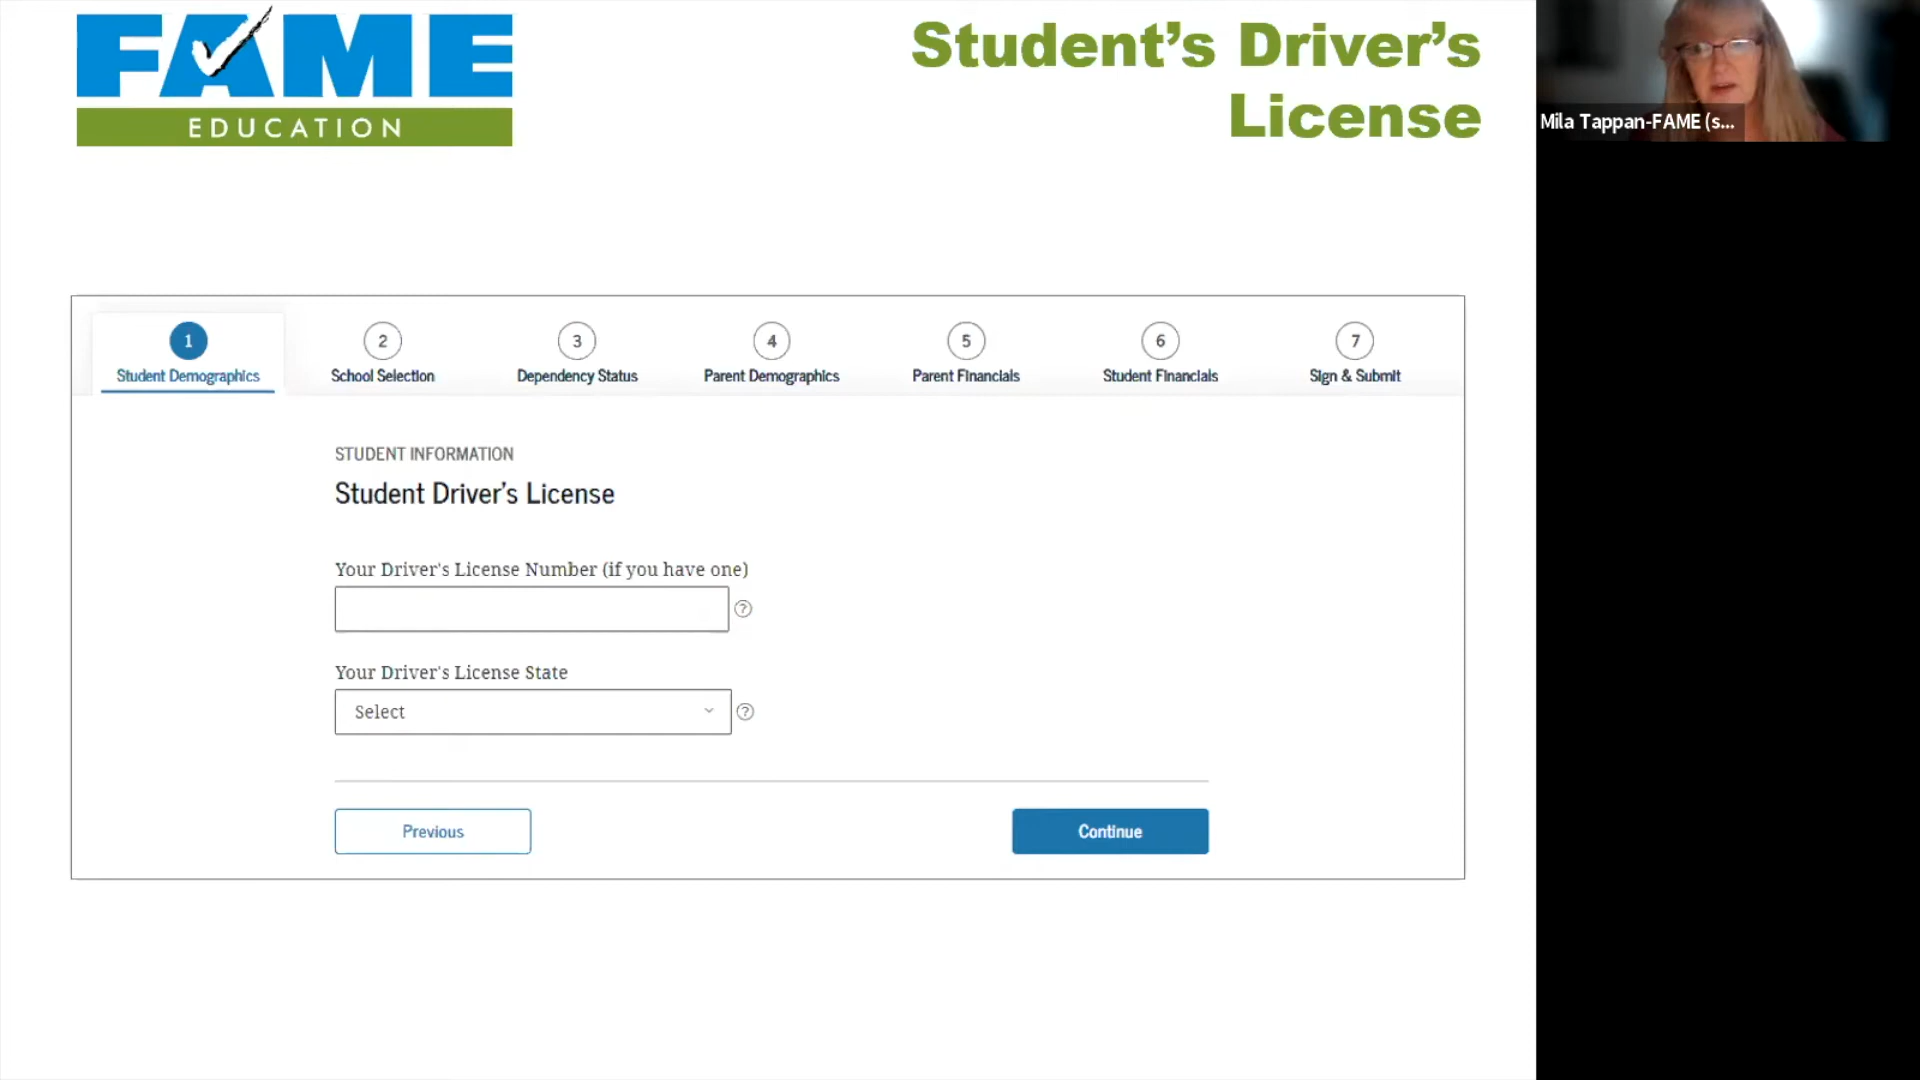 FAME
EDUCATION
Student’s Driver’s
License
Mila Tappan-FAME (s...
1
2
3
4
5
6
7
Student Demographics
School Selection
Dependency Status
Parent Demographics
Parent Financials
Student Financials
Sign & Submit
STUDENT INFORMATION
Student Driver’s License
Your Driver's License Number (if you have one)
?
Your Driver's License State
Select
?
Previous
Continue